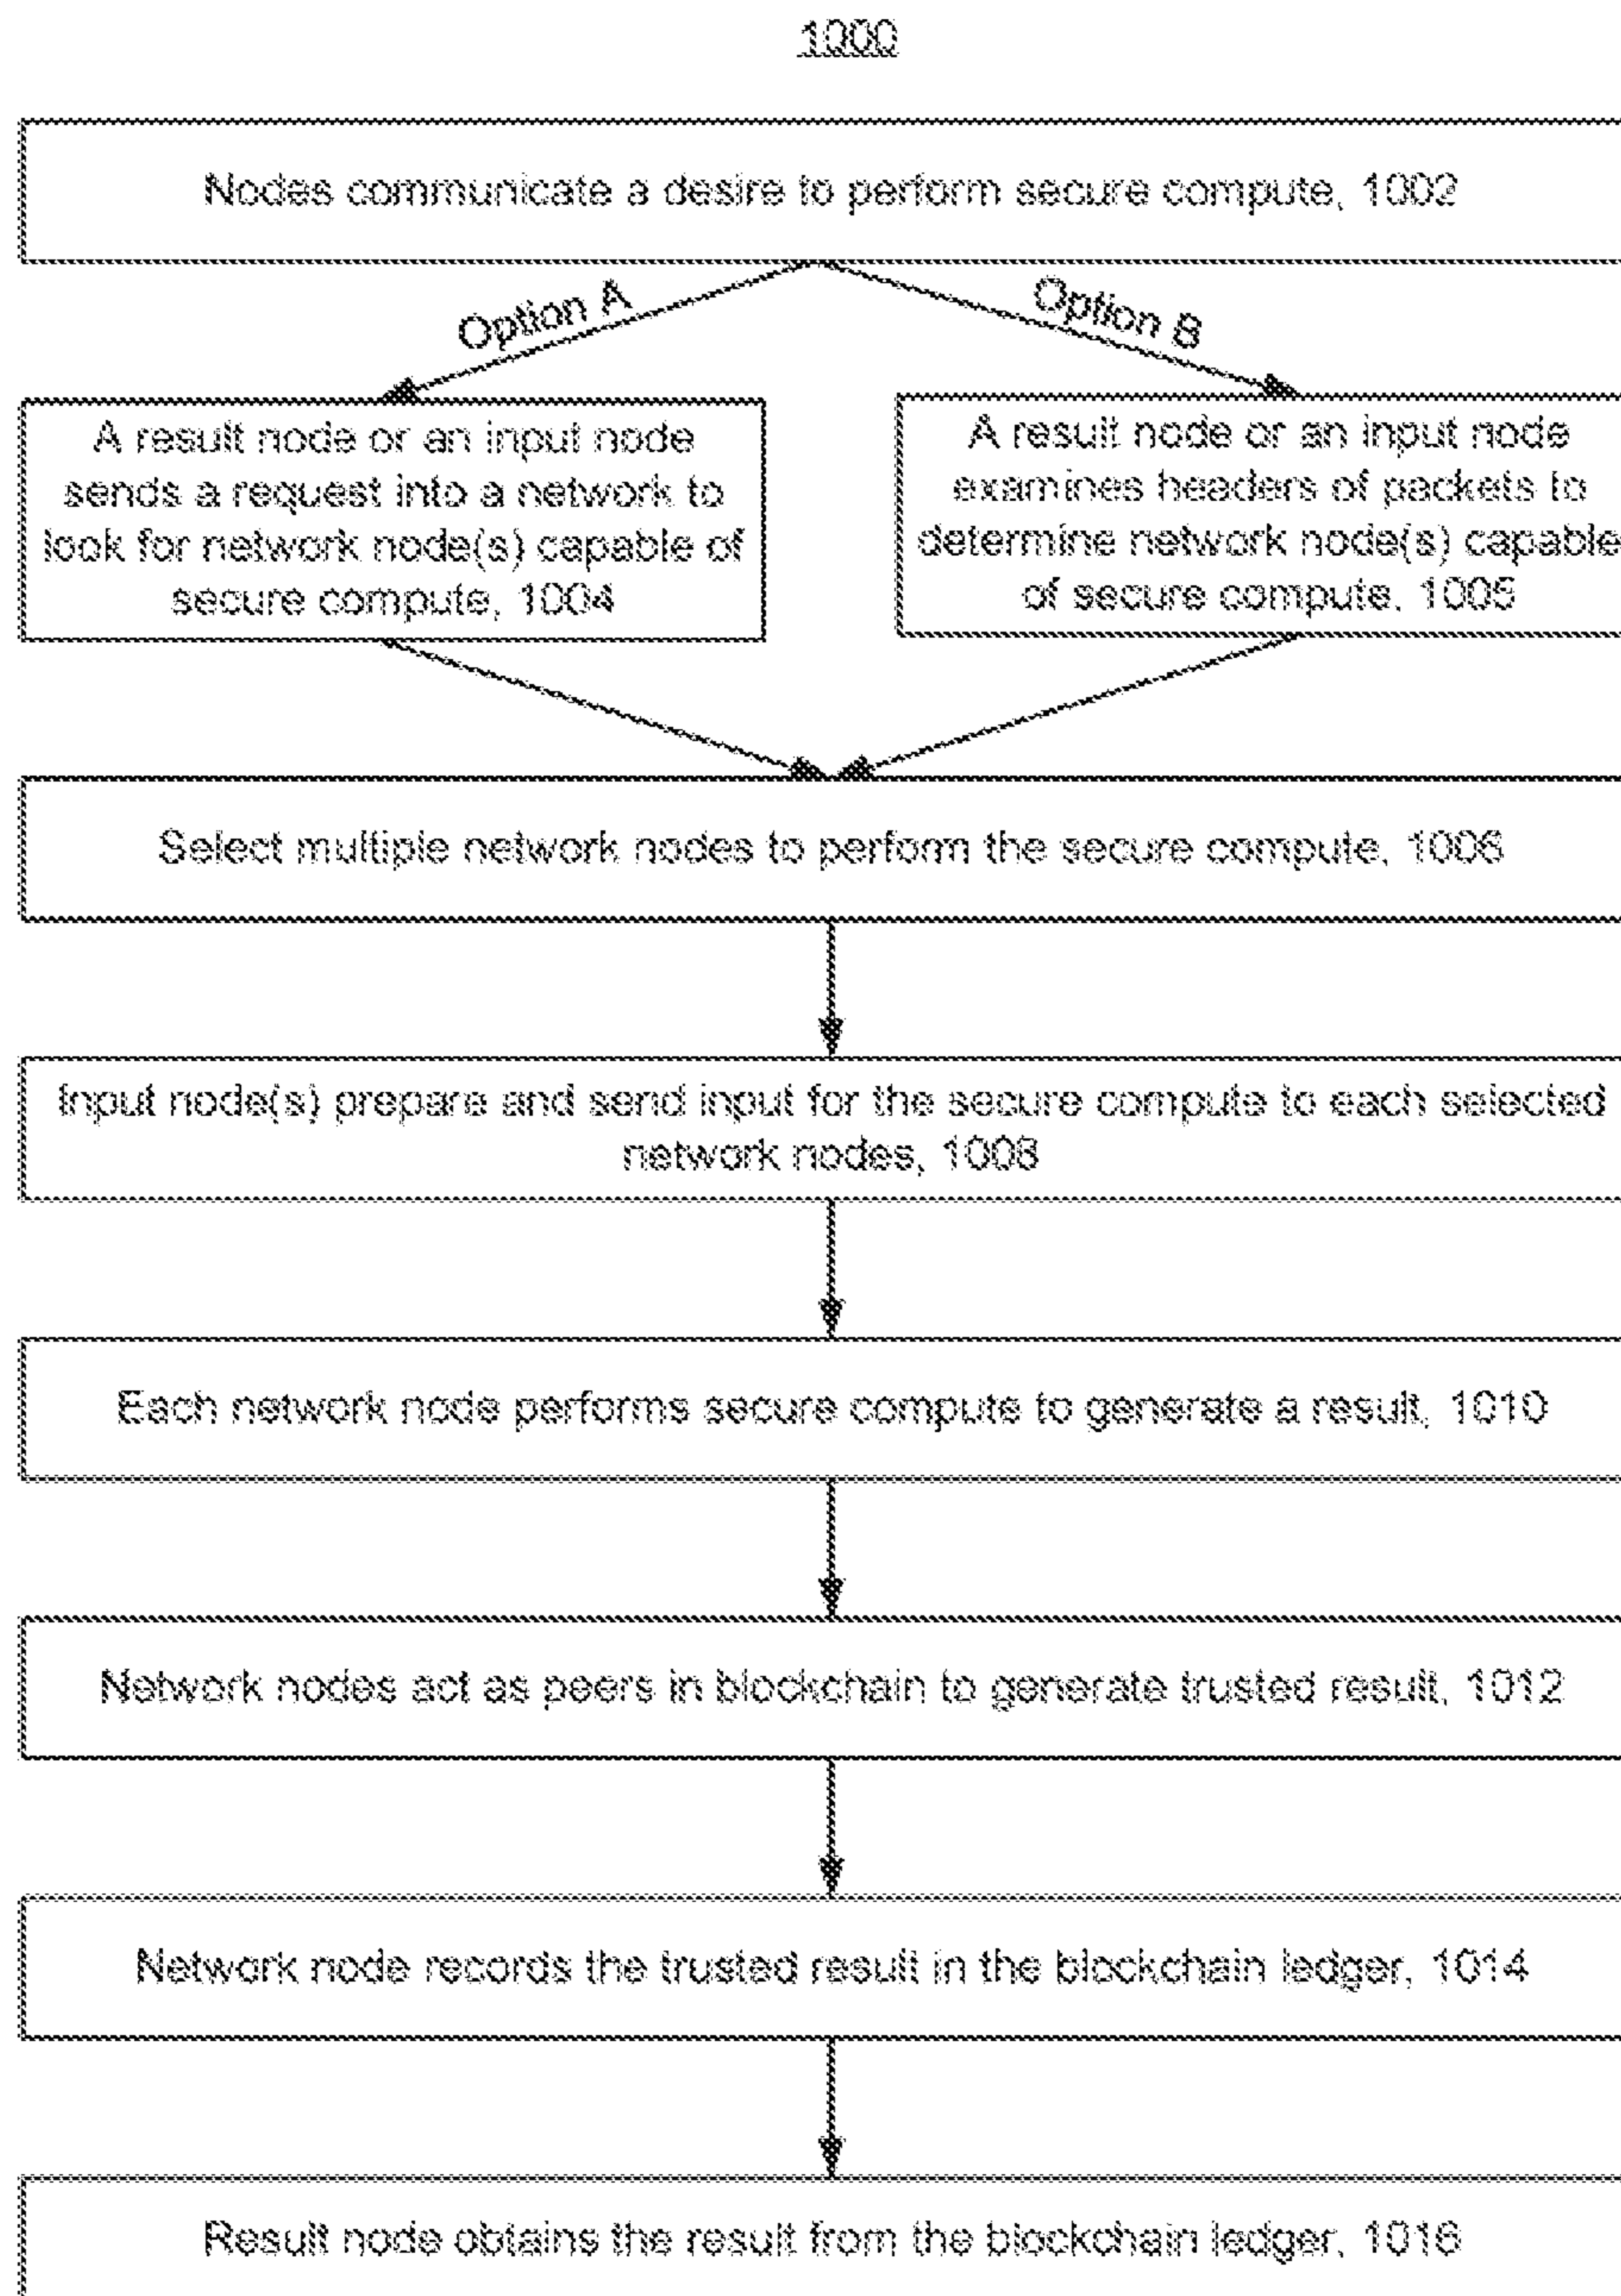 1000
Nodes communicate a desire to perform secure compute, 1002
Option A
Option B
A result node or an input node
sends a request into a network to
look for network node(s) capable of
secure compute, 1004
A result node or an input node
examines headers of packets to
determine network node(s) capable
of secure compute, 1005
Select multiple network nodes to perform the secure compute, 1006
Input node(s) prepare and send input for the secure compute to each selected
network nodes, 1008
Each network node performs secure compute to generate a result, 1010
Network nodes act as peers in blockchain to generate trusted result, 1012
Network node records the trusted result in the blockchain ledger, 1014
Result node obtains the result from the blockchain ledger, 1016